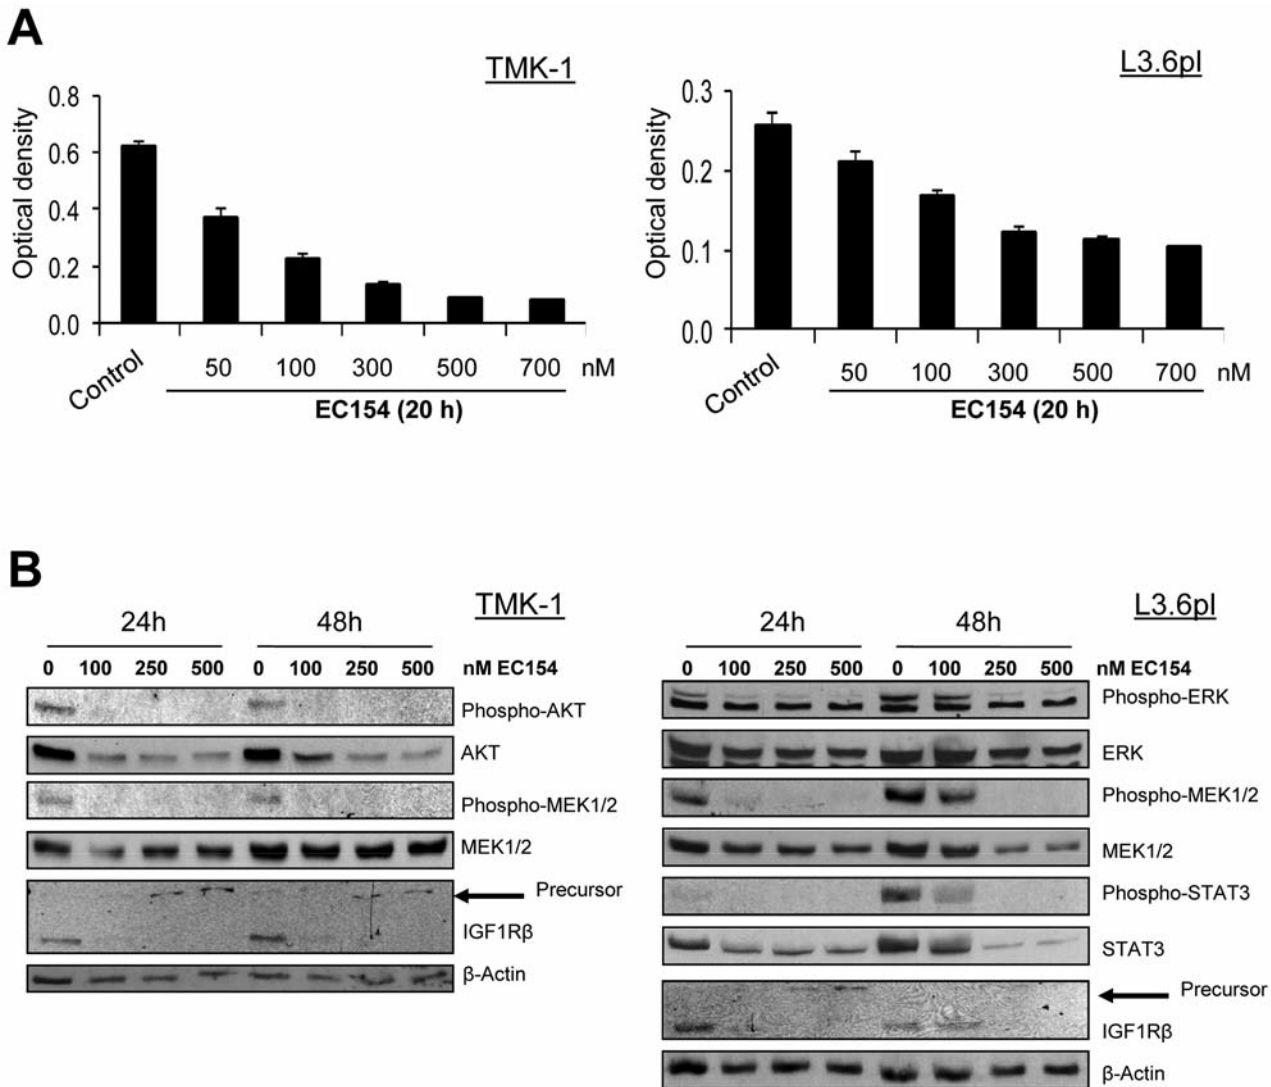 A
TMK-1
0.8
0.6
0.4
0.2
0.0
Optical density
Control
50 100 300 500 700 nM
EC154 (20 h)
L3.6pl
0.3
0.2
0.1
0.0
Optical density
Control
50 100 300 500 700 nM
EC154 (20 h)
B
TMK-1
24h 48h
0 100 250 500 0 100 250 500 nM EC154
Phospho-AKT
AKT
Phospho-MEK1/2
MEK1/2
Precursor
IGF1Rβ
β-Actin
L3.6pl
24h 48h
0 100 250 500 0 100 250 500 nM EC154
Phospho-ERK
ERK
Phospho-MEK1/2
MEK1/2
Phospho-STAT3
STAT3
Precursor
IGF1Rβ
β-Actin